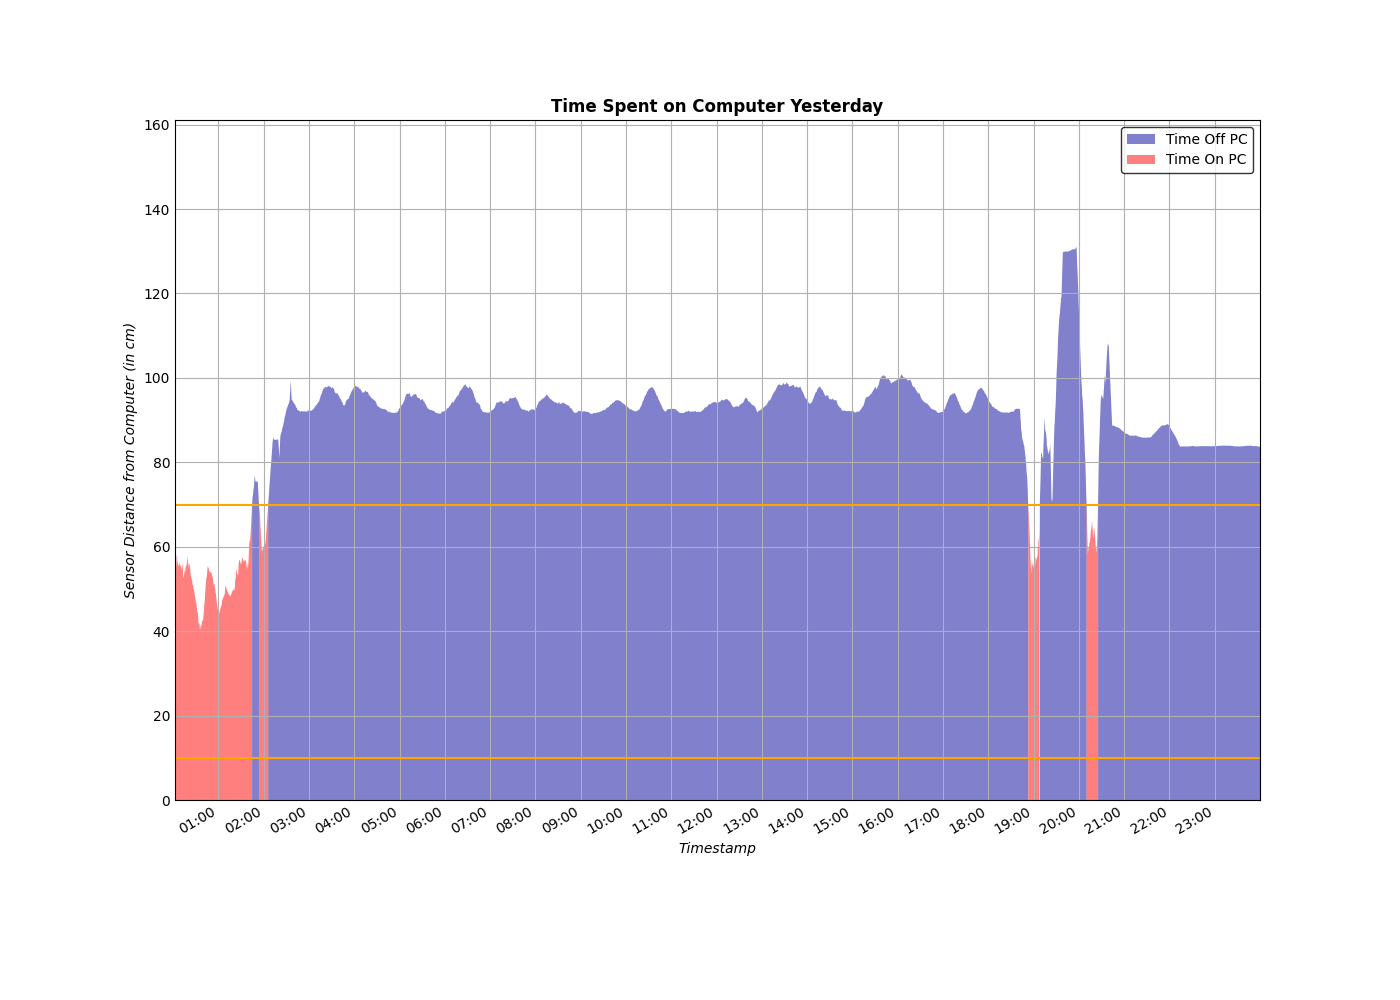 Time Spent on Computer Yesterday
Time Off PC
Time On PC
Sensor Distance from Computer (in cm)
160
140
120
100
80
60
40
20
0
01:00 02:00 03:00 04:00 05:00 06:00 07:00 08:00 09:00 10:00 11:00 12:00 13:00 14:00 15:00 16:00 17:00 18:00 19:00 20:00 21:00 22:00 23:00
Timestamp